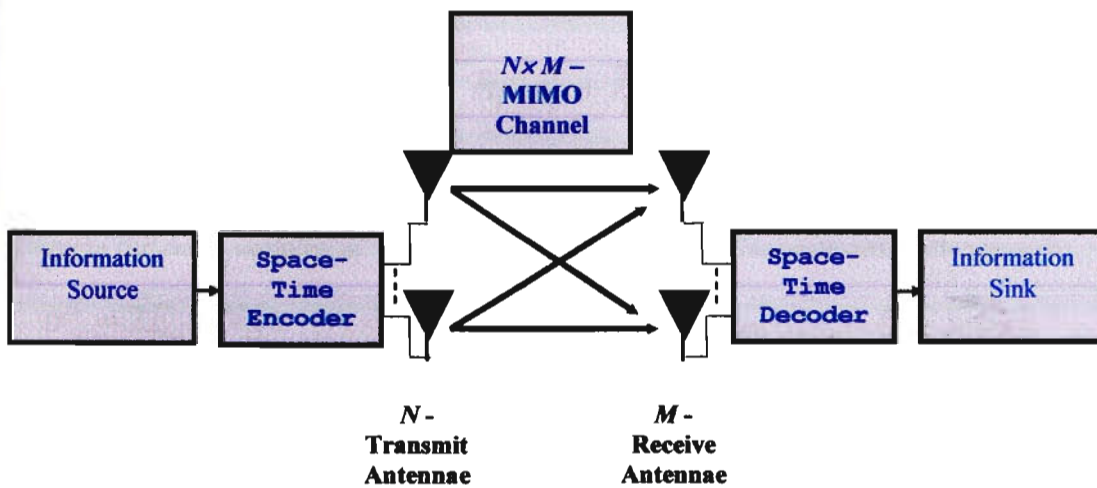 N×M –
MIMO
Channel
Information
Source
Space-
Time
Encoder
Space-
Time
Decoder
Information
Sink
N -
Transmit
Antennae
M -
Receive
Antennae